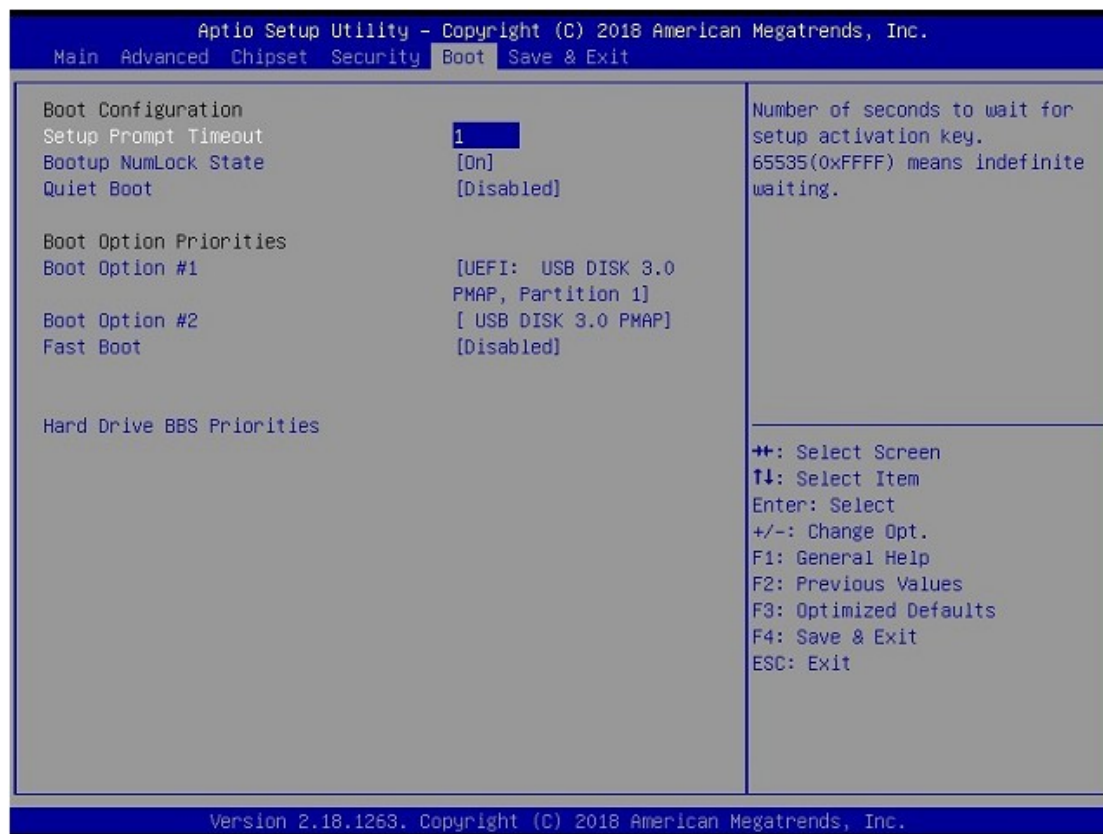 Aptio Setup Utility – Copyright (C) 2018 American Megatrends, Inc.
Main Advanced Chipset Security Boot Save & Exit
Boot Configuration
Setup Prompt Timeout 1
Bootup NumLock State [On]
Quiet Boot [Disabled]
Boot Option Priorities
Boot Option #1 [UEFI: USB DISK 3.0
PMAP, Partition 1]
Boot Option #2 [ USB DISK 3.0 PMAP]
Fast Boot [Disabled]
Hard Drive BBS Priorities
Number of seconds to wait for
setup activation key.
65535(0xFFFF) means indefinite
waiting.
→←: Select Screen
↑↓: Select Item
Enter: Select
+/-: Change Opt.
F1: General Help
F2: Previous Values
F3: Optimized Defaults
F4: Save & Exit
ESC: Exit
Version 2.18.1263. Copyright (C) 2018 American Megatrends, Inc.